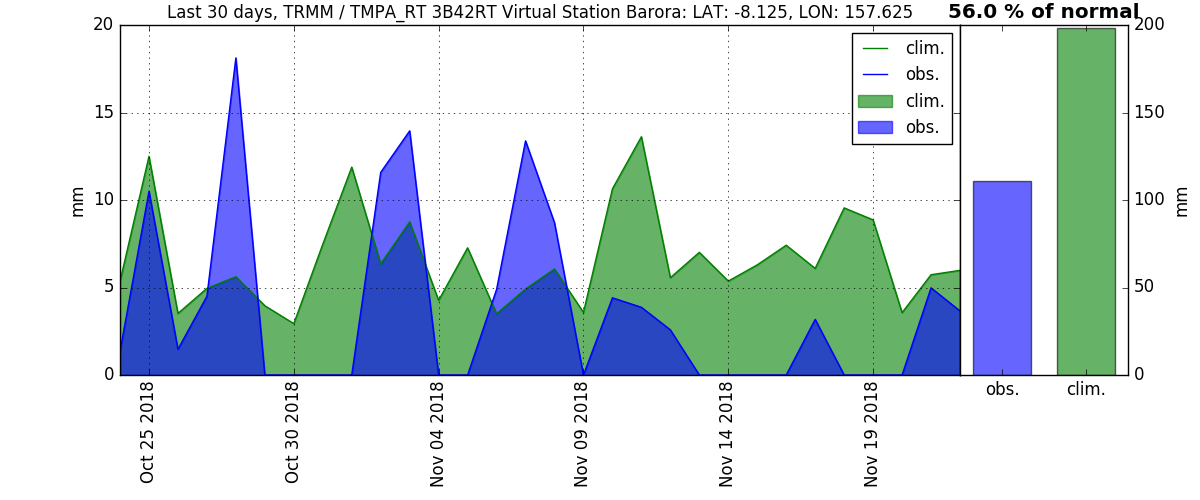 Last 30 days, TRMM / TMPA_RT 3B42RT Virtual Station Barora: LAT: -8.125, LON: 157.625
56.0 % of normal
20
15
10
5
0
mm
clim.
obs.
clim.
obs.
200
150
100
50
0
mm
obs.
clim.
Oct 25 2018
Oct 30 2018
Nov 04 2018
Nov 09 2018
Nov 14 2018
Nov 19 2018